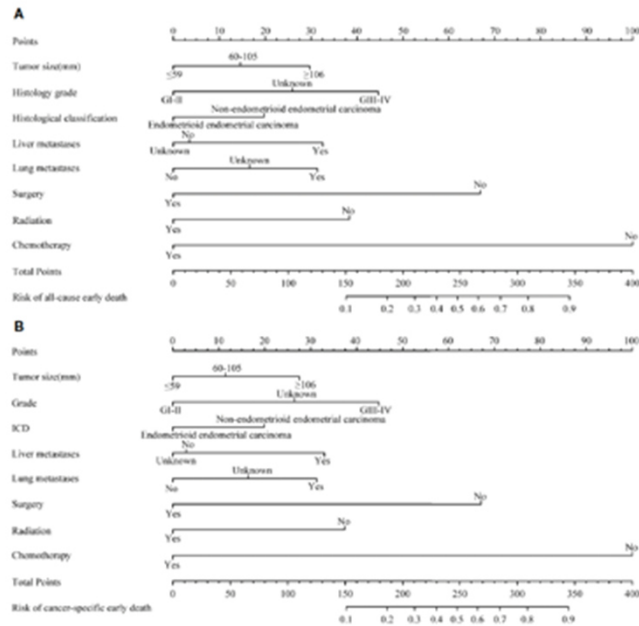 A
0 10 20 30 40 50 60 70 80 90 100
Points
60-105
Tumor size(mm)
≤59 ≥106
Unknown
Histology grade
GI-II GIII-IV
Non-endometrioid endometrial carcinoma
Histological classification
Endometrioid endometrial carcinoma
No
Liver metastases
Unknown Yes
Unknown
Lung metastases
No Yes
No
Surgery
Yes
No
Radiation
Yes
No
Chemotherapy
Yes
Total Points
0 50 100 150 200 250 300 350 400
Risk of all-cause early death
0.1 0.2 0.3 0.4 0.5 0.6 0.7 0.8 0.9
B
0 10 20 30 40 50 60 70 80 90 100
Points
60-105
Tumor size(mm)
≤59 ≥106
Unknown
Grade
GI-II GIII-IV
Non-endometrioid endometrial carcinoma
ICD
Endometrioid endometrial carcinoma
No
Liver metastases
Unknown Yes
Unknown
Lung metastases
No Yes
No
Surgery
Yes
No
Radiation
Yes
No
Chemotherapy
Yes
Total Points
0 50 100 150 200 250 300 350 400
Risk of cancer-specific early death
0.1 0.2 0.3 0.4 0.5 0.6 0.7 0.8 0.9